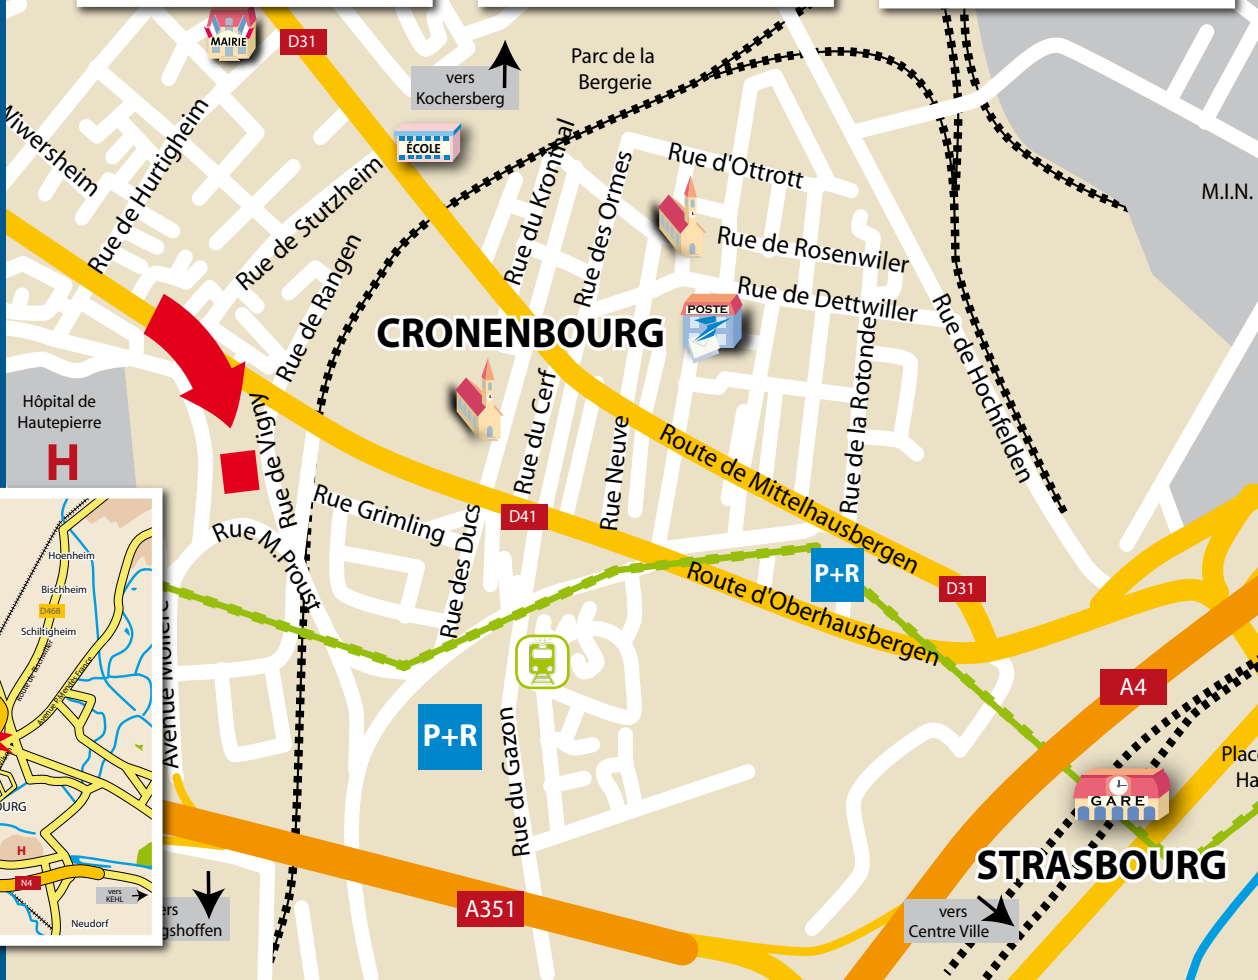 MAIRIE
D31
vers
Kochersberg
Parc de la
Bergerie
ÉCOLE
Wiwersheim
Rue de Hurtigheim
Rue de Stutzheim
Rue de Rangen
Rue du Kronthal
Rue des Ormes
Rue d'Ottrott
Rue de Rosenwiler
Rue de Dettwiller
M.I.N.
POSTE
CRONENBOURG
Rue de Hochfelden
Rue de la Rotonde
Hôpital de
Hautepierre
H
Rue de Vigny
Rue du Cerf
Rue Neuve
Route de Mittelhausbergen
Rue Grimling
D41
Rue M. Proust
Rue des Ducs
P+R
Route d'Oberhausbergen
D31
Avenue Molière
A4
P+R
Rue du Gazon
GARE
STRASBOURG
A351
vers
Centre Ville
Hoenheim
Bischheim
D468
Schiltigheim
Avenue P. Mendès France
H
N4
vers
KEHL
Neudorf